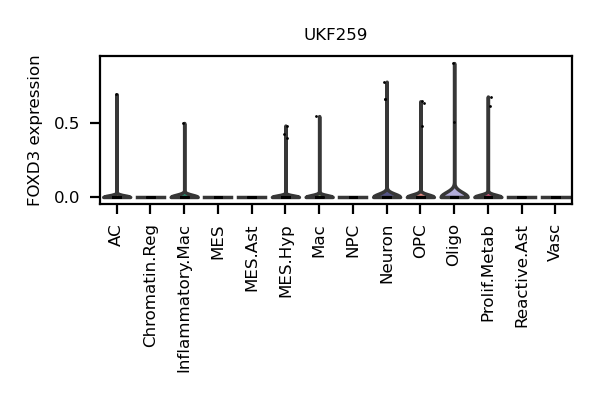 UKF259
FOXD3 expression
0.5
0.0
AC
Chromatin.Reg
Inflammatory.Mac
MES
MES.Ast
MES.Hyp
Mac
NPC
Neuron
OPC
Oligo
Prolif.Metab
Reactive.Ast
Vasc